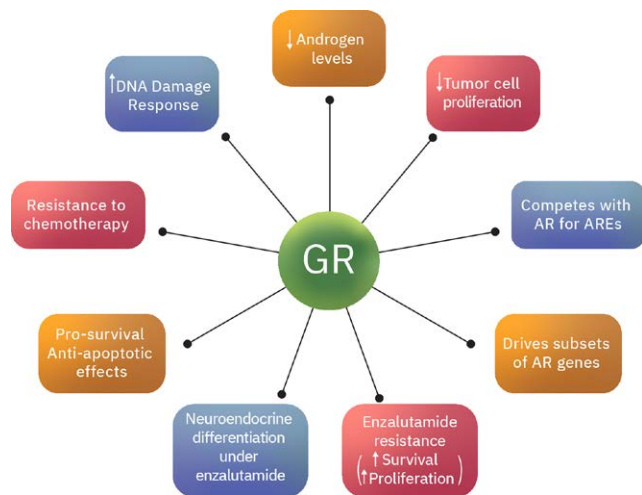 ↓Androgen
levels
↑DNA Damage
Response
↓Tumor cell
proliferation
Resistance to
chemotherapy
Competes with
AR for AREs
GR
Pro-survival
Anti-apoptotic
effects
Drives subsets
of AR genes
Neuroendocrine
differentiation
under
enzalutamide
Enzalutamide
resistance
(↑Survival
↑Proliferation)